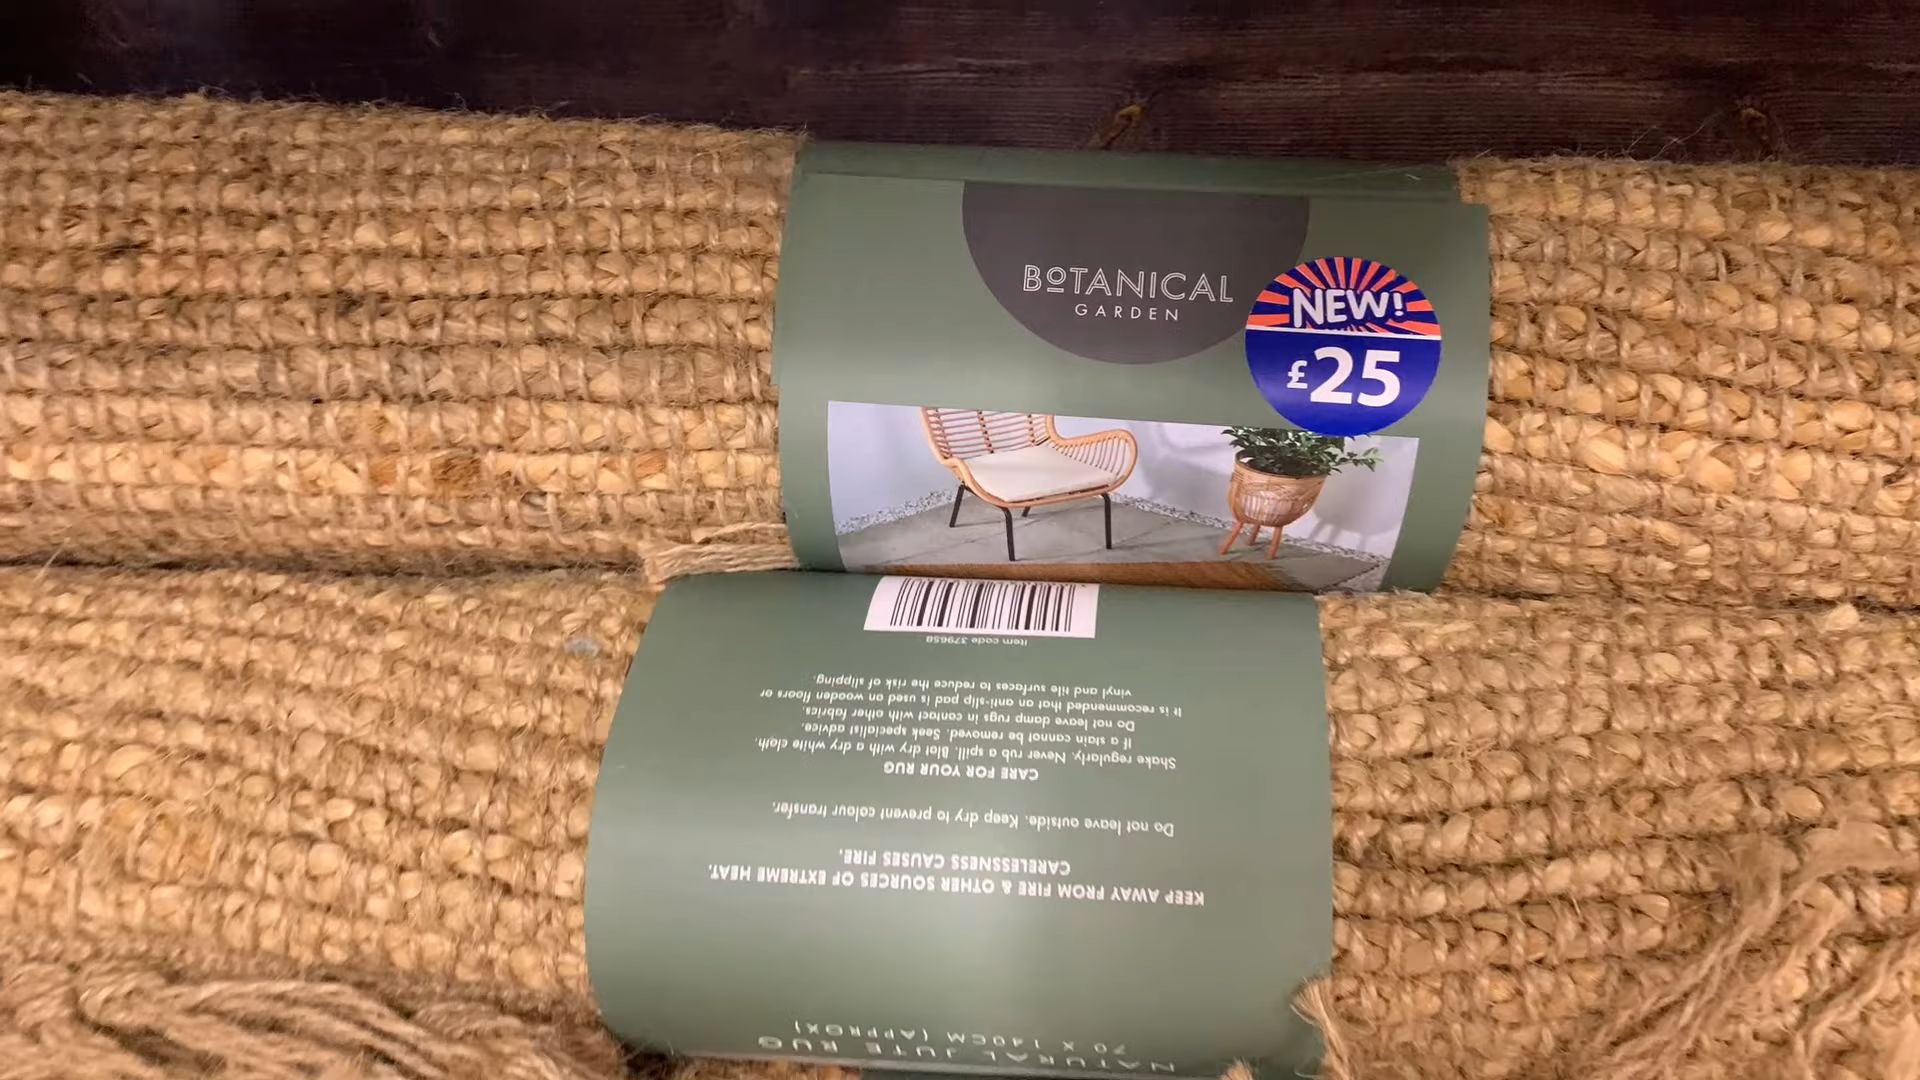 BOTANICAL
GARDEN
NEW!
£25
NATURAL JUTE RUG
70 X 140CM (APPROX)
KEEP AWAY FROM FIRE & OTHER SOURCES OF EXTREME HEAT.
CARELESSNESS CAUSES FIRE.
Do not leave outside. Keep dry to prevent colour transfer.
CARE FOR YOUR RUG
Shake regularly. Never rub a spill. Blot dry with a dry white cloth.
If a stain cannot be removed. Seek specialist advice.
Do not leave damp rugs in contact with other fabrics.
It is recommended that an anti-slip pad is used on wooden floors or
vinyl and tile surfaces to reduce the risk of slipping.
Item code 379658